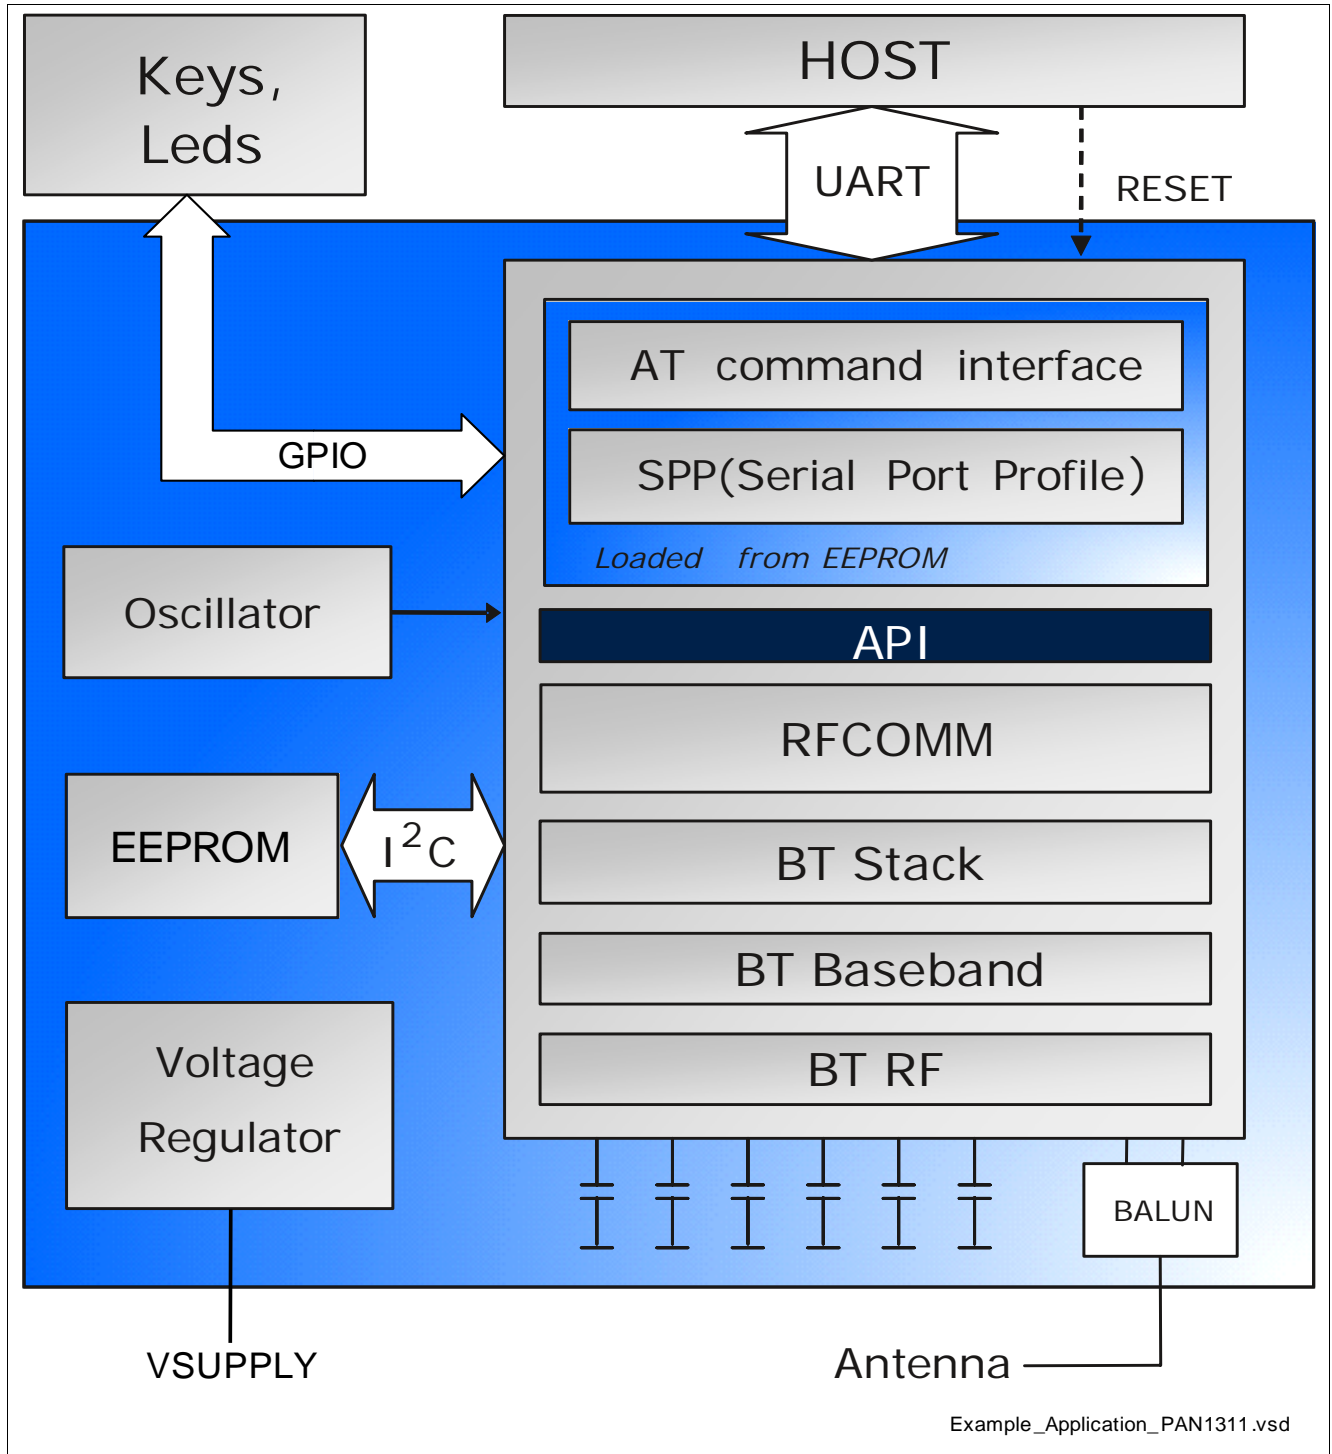 Keys,
Leds
HOST
UART
RESET
AT command interface
SPP(Serial Port Profile)
Loaded from EEPROM
GPIO
Oscillator
API
RFCOMM
EEPROM
I²C
BT Stack
BT Baseband
Voltage
Regulator
BT RF
BALUN
VSUPPLY
Antenna
Example_Application_PAN1311.vsd